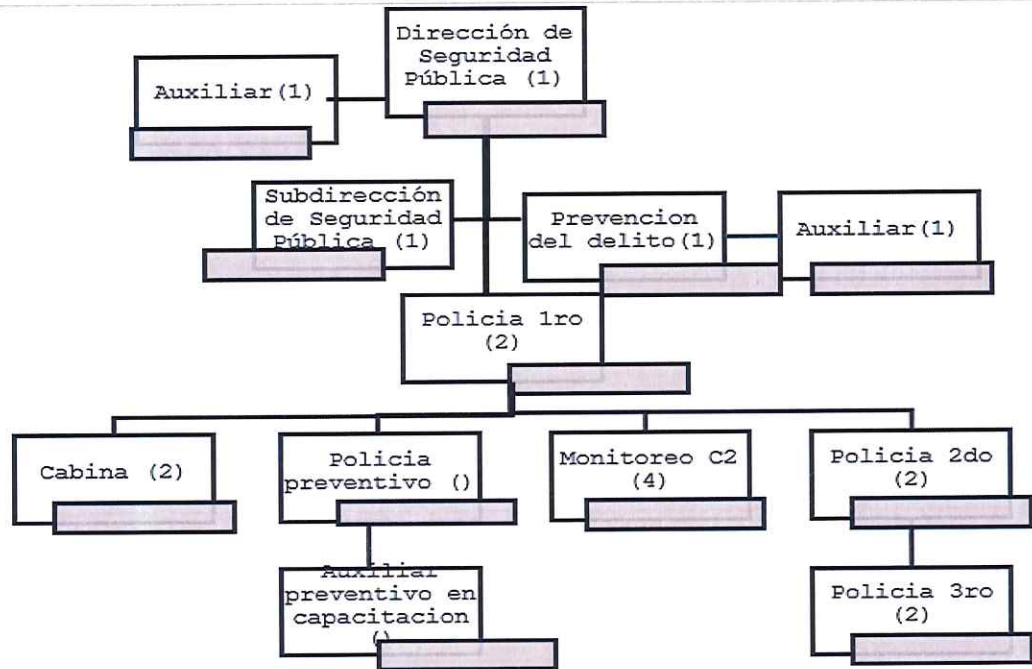 Dirección de
Seguridad
Pública (1)
Auxiliar(1)
Subdirección
de Seguridad
Pública (1)
Prevencion
del delito(1)
Auxiliar(1)
Policia 1ro
(2)
Cabina (2)
Policia
preventivo ()
Monitoreo C2
(4)
Policia 2do
(2)
Auxiliar
preventivo en
capacitacion
()
Policia 3ro
(2)